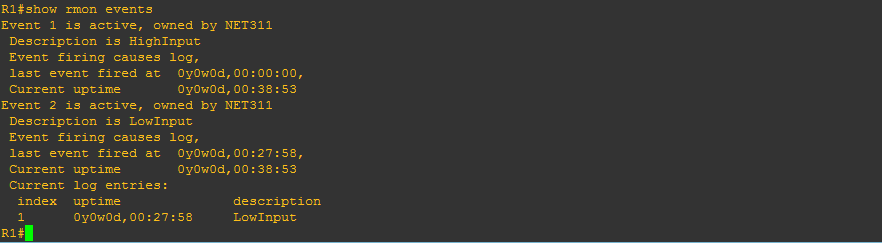 R1#show rmon events
Event 1 is active, owned by NET311
 Description is HighInput
 Event firing causes log,
 last event fired at  0y0w0d,00:00:00,
 Current uptime       0y0w0d,00:38:53
Event 2 is active, owned by NET311
 Description is LowInput
 Event firing causes log,
 last event fired at  0y0w0d,00:27:58,
 Current uptime       0y0w0d,00:38:53
 Current log entries:
  index  uptime              description
  1      0y0w0d,00:27:58     LowInput
R1#